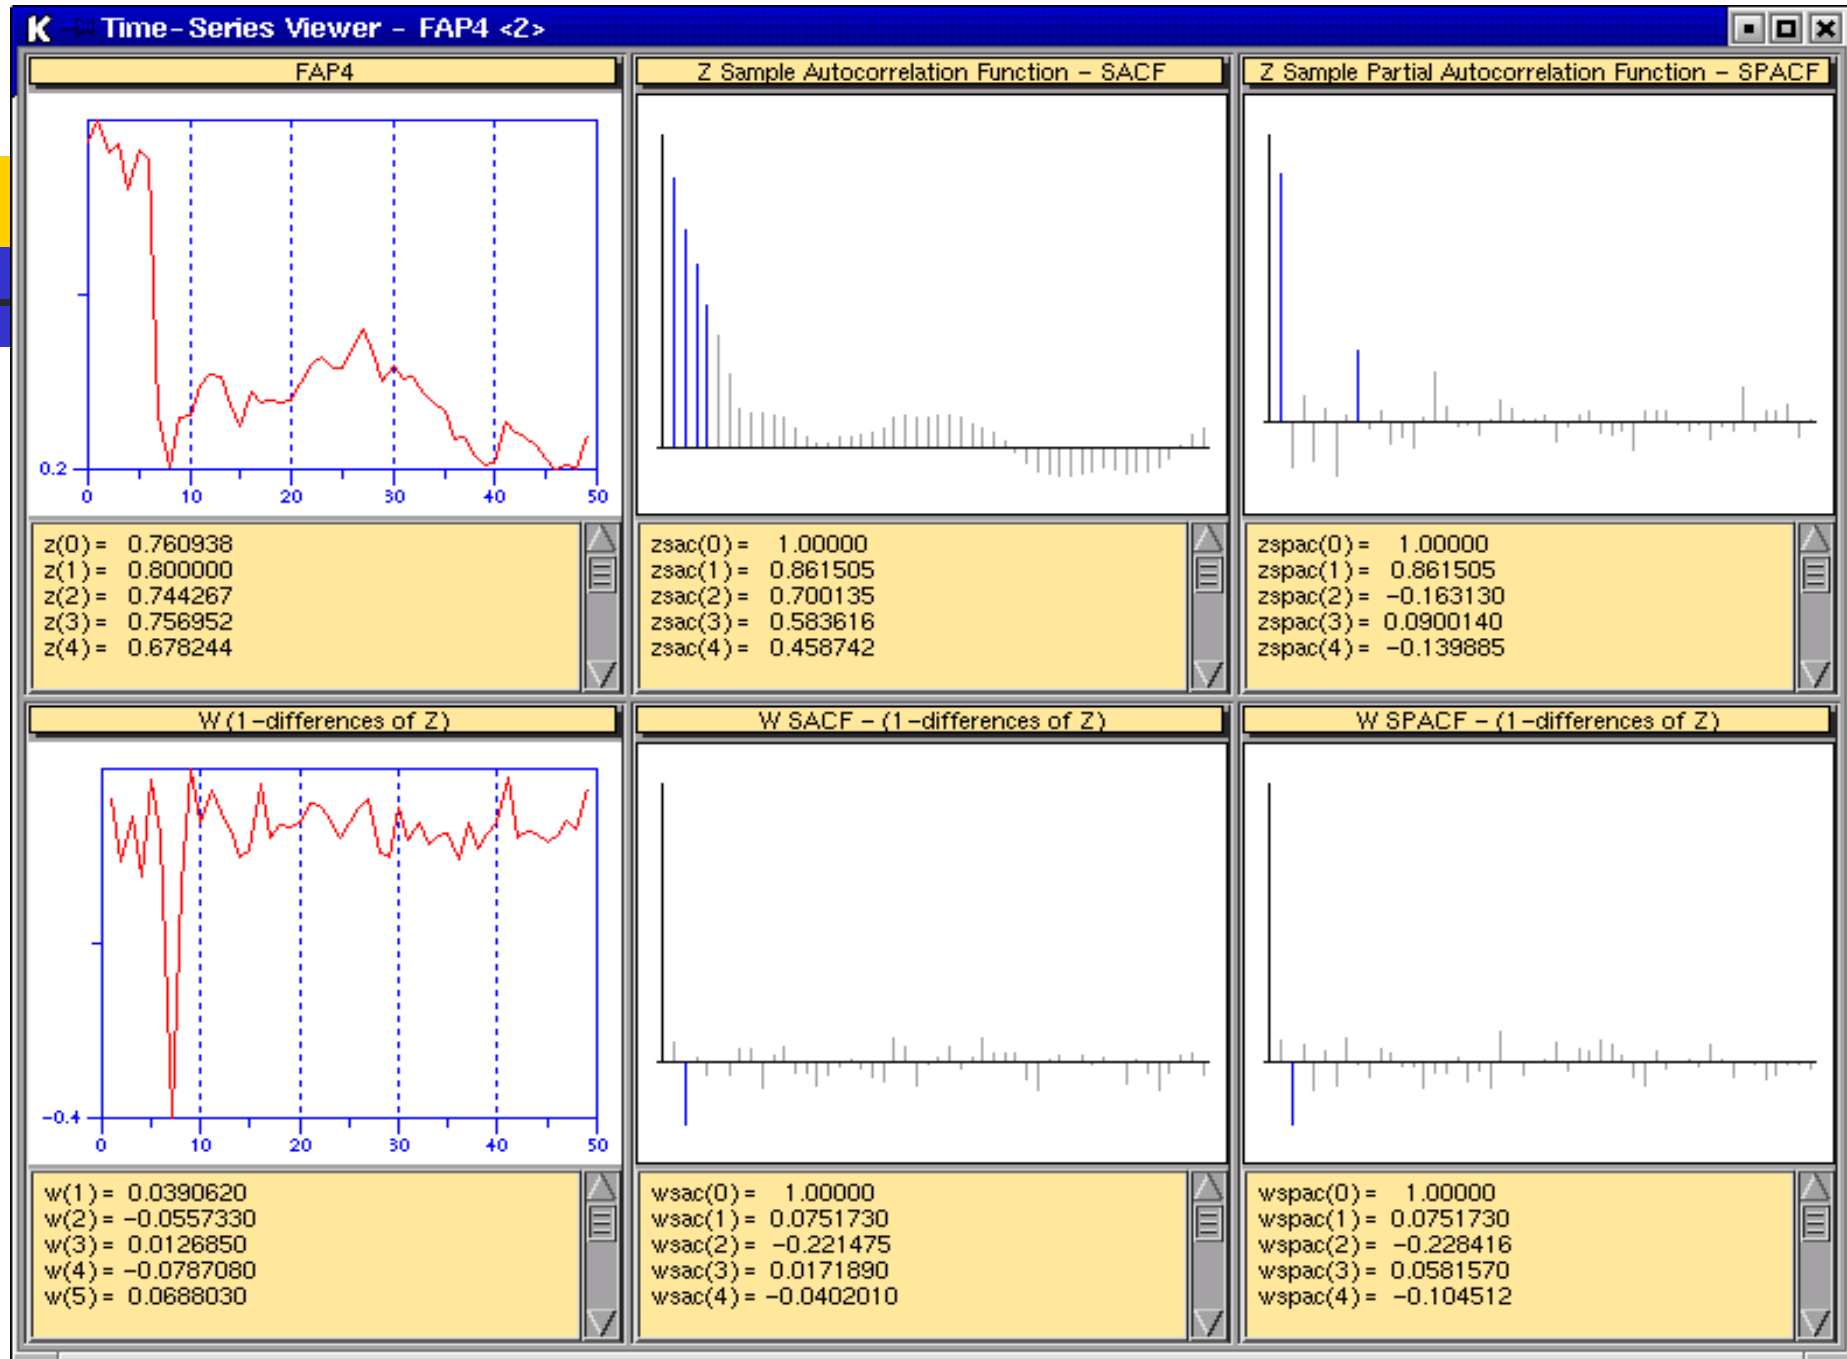 K Time-Series Viewer - FAP4 <2>
FAP4
0.2
0 10 20 30 40 50
z(0) = 0.760938
z(1) = 0.800000
z(2) = 0.744267
z(3) = 0.756952
z(4) = 0.678244
Z Sample Autocorrelation Function - SACF
zsac(0) = 1.00000
zsac(1) = 0.861505
zsac(2) = 0.700135
zsac(3) = 0.583616
zsac(4) = 0.458742
Z Sample Partial Autocorrelation Function - SPACF
zspac(0) = 1.00000
zspac(1) = 0.861505
zspac(2) = -0.163130
zspac(3) = 0.0900140
zspac(4) = -0.139885
W (1-differences of Z)
-0.4
0 10 20 30 40 50
w(1) = 0.0390620
w(2) = -0.0557330
w(3) = 0.0126850
w(4) = -0.0787080
w(5) = 0.0688030
W SACF - (1-differences of Z)
wsac(0) = 1.00000
wsac(1) = 0.0751730
wsac(2) = -0.221475
wsac(3) = 0.0171890
wsac(4) = -0.0402010
W SPACF - (1-differences of Z)
wspac(0) = 1.00000
wspac(1) = 0.0751730
wspac(2) = -0.228416
wspac(3) = 0.0581570
wspac(4) = -0.104512